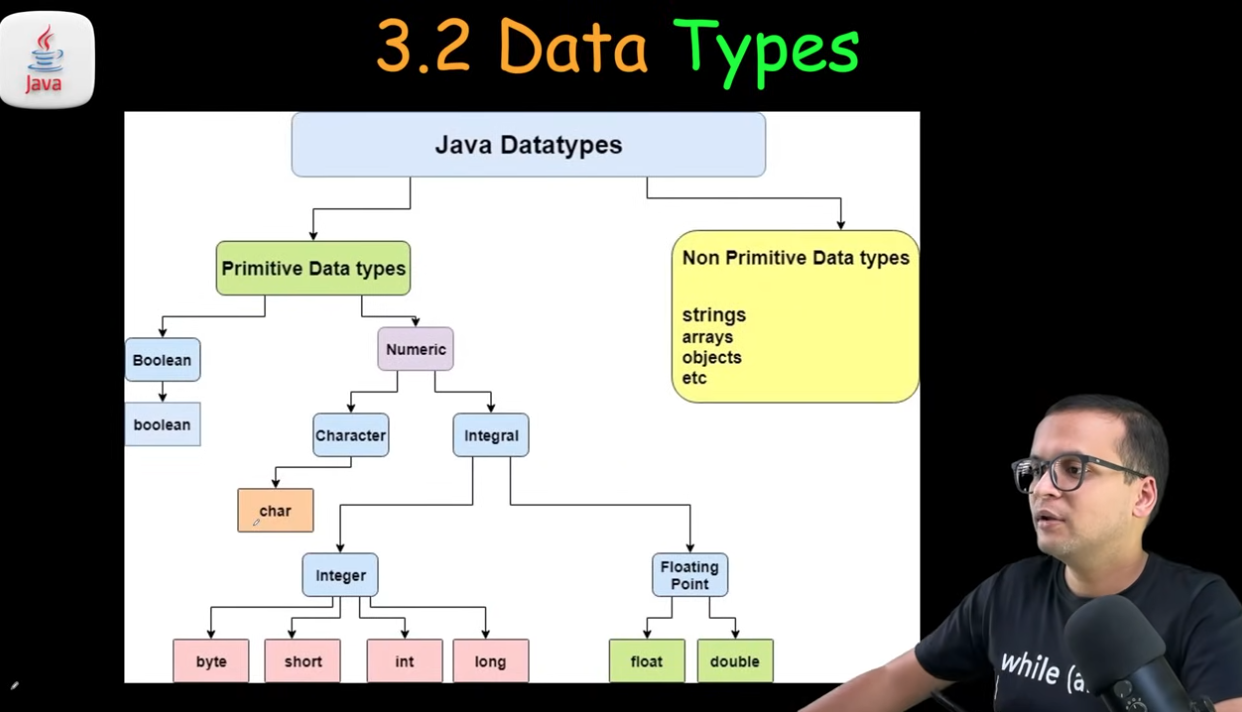 Java
3.2 Data Types
Java Datatypes
Primitive Data types
Non Primitive Data types
strings
arrays
objects
etc
Boolean
Numeric
boolean
Character
Integral
char
Integer
Floating
Point
byte
short
int
long
float
double
while (a